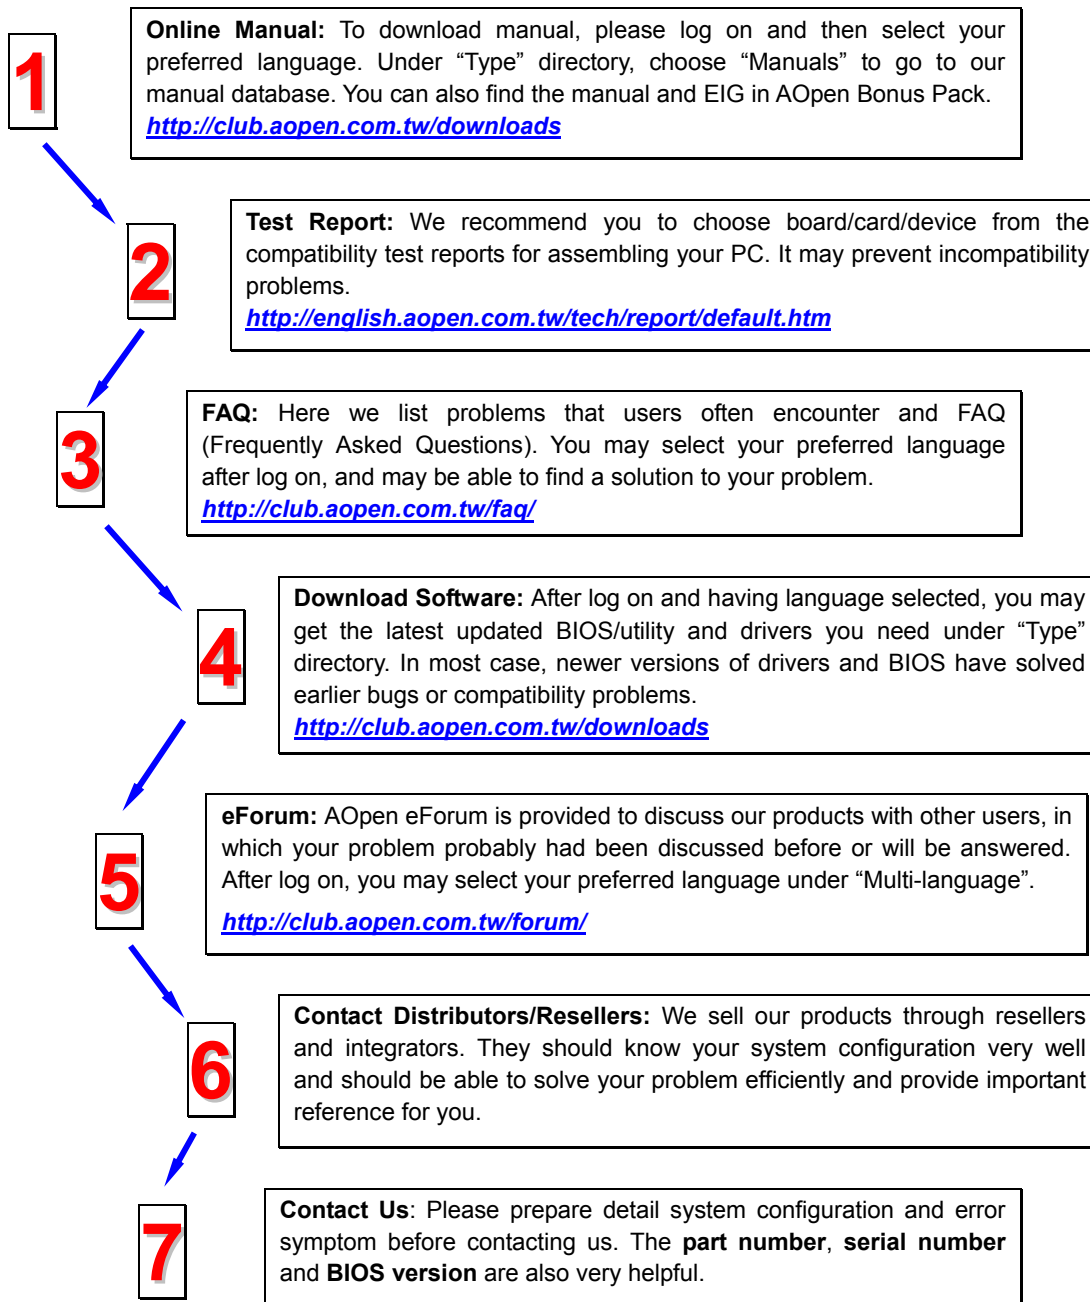 1
Online Manual: To download manual, please log on and then select your
preferred language. Under “Type” directory, choose “Manuals” to go to our
manual database. You can also find the manual and EIG in AOpen Bonus Pack.
http://club.aopen.com.tw/downloads
2
Test Report: We recommend you to choose board/card/device from the
compatibility test reports for assembling your PC. It may prevent incompatibility
problems.
http://english.aopen.com.tw/tech/report/default.htm
3
FAQ: Here we list problems that users often encounter and FAQ
(Frequently Asked Questions). You may select your preferred language
after log on, and may be able to find a solution to your problem.
http://club.aopen.com.tw/faq/
4
Download Software: After log on and having language selected, you may
get the latest updated BIOS/utility and drivers you need under “Type”
directory. In most case, newer versions of drivers and BIOS have solved
earlier bugs or compatibility problems.
http://club.aopen.com.tw/downloads
5
eForum: AOpen eForum is provided to discuss our products with other users, in
which your problem probably had been discussed before or will be answered.
After log on, you may select your preferred language under “Multi-language”.
http://club.aopen.com.tw/forum/
6
Contact Distributors/Resellers: We sell our products through resellers
and integrators. They should know your system configuration very well
and should be able to solve your problem efficiently and provide important
reference for you.
7
Contact Us: Please prepare detail system configuration and error
symptom before contacting us. The part number, serial number
and BIOS version are also very helpful.